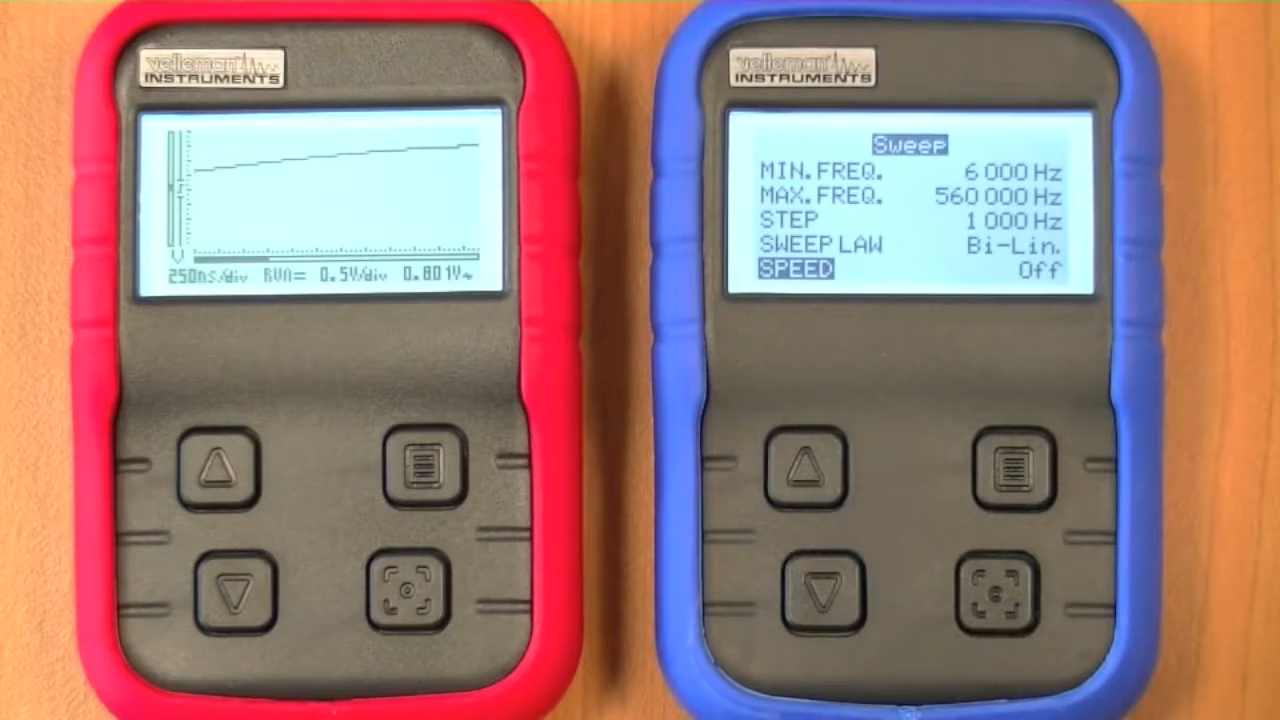 velleman
INSTRUMENTS
250ns/div RUN= 0.5V/div 0.801V~
velleman
INSTRUMENTS
Sweep
MIN. FREQ. 6 000 Hz
MAX. FREQ. 560 000 Hz
STEP 1 000 Hz
SWEEP LAW Bi-Lin.
SPEED Off